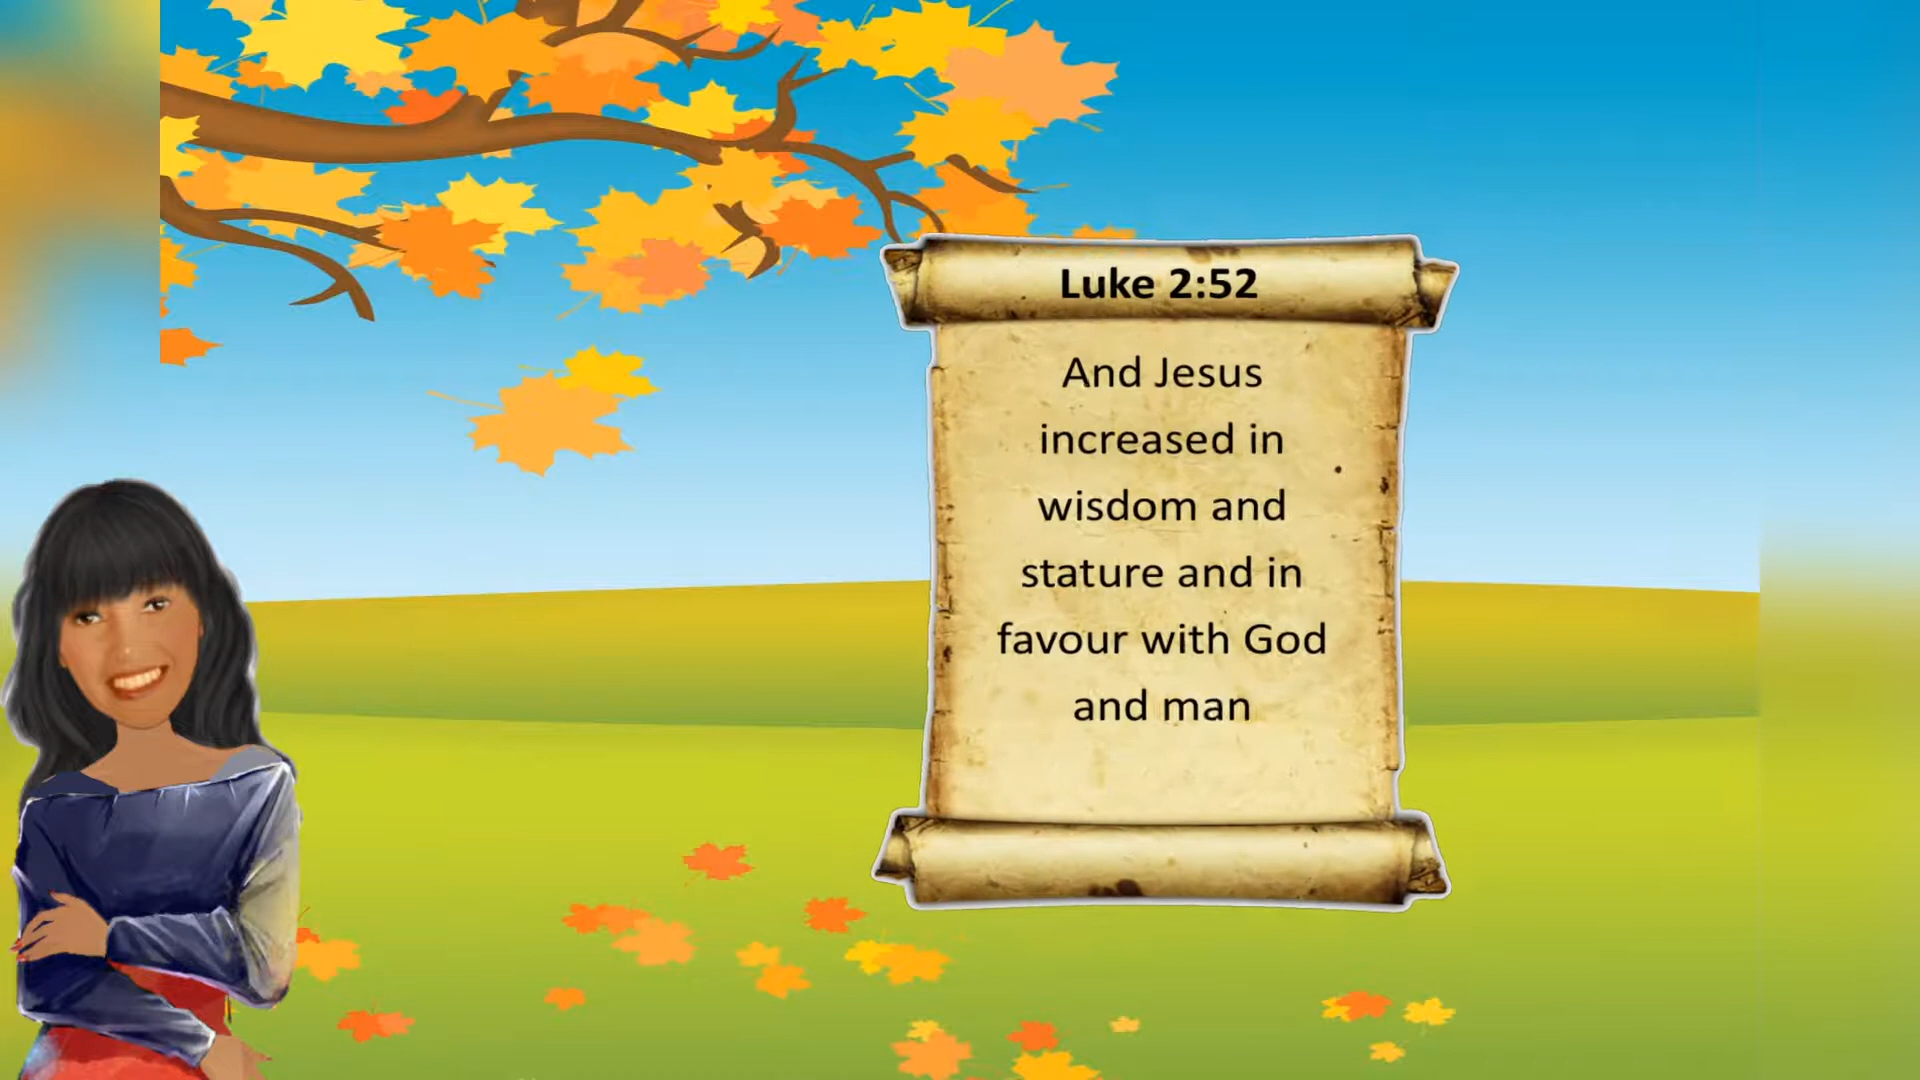 Luke 2:52
And Jesus
increased in
wisdom and
stature and in
favour with God
and man